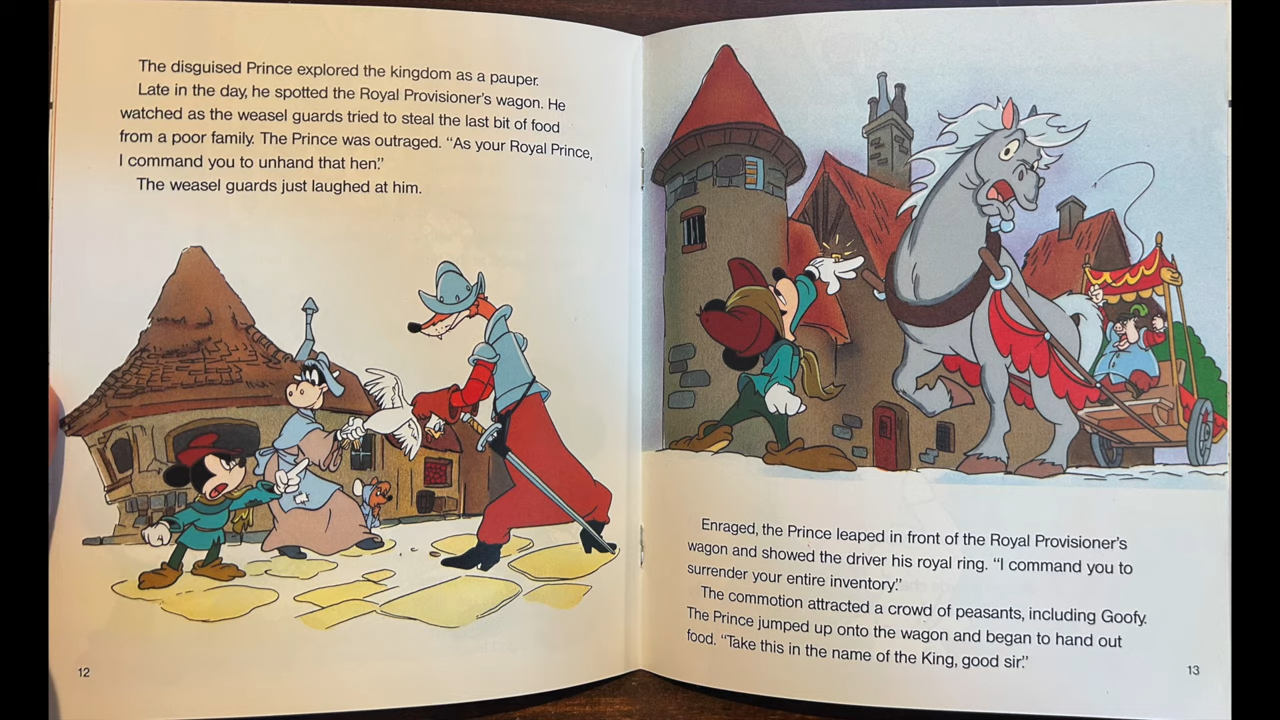 The disguised Prince explored the kingdom as a pauper.
Late in the day, he spotted the Royal Provisioner's wagon. He
watched as the weasel guards tried to steal the last bit of food
from a poor family. The Prince was outraged. "As your Royal Prince,
I command you to unhand that hen."
The weasel guards just laughed at him.
12
Enraged, the Prince leaped in front of the Royal Provisioner's
wagon and showed the driver his royal ring. "I command you to
surrender your entire inventory."
The commotion attracted a crowd of peasants, including Goofy.
The Prince jumped up onto the wagon and began to hand out
food. "Take this in the name of the King, good sir."
13